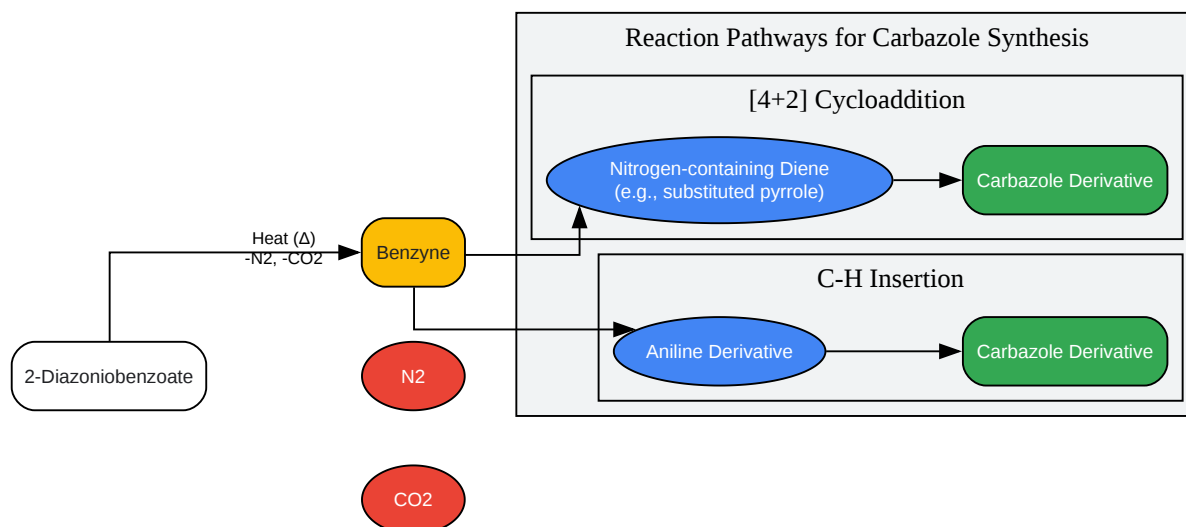 Reaction Pathways for Carbazole Synthesis
[4+2] Cycloaddition
Nitrogen-containing Diene
(e.g., substituted pyrrole)
Carbazole Derivative
Heat (Δ)
-N2, -CO2
Benzyne
C-H Insertion
2-Diazoniobenzoate
N2
Aniline Derivative
Carbazole Derivative
CO2